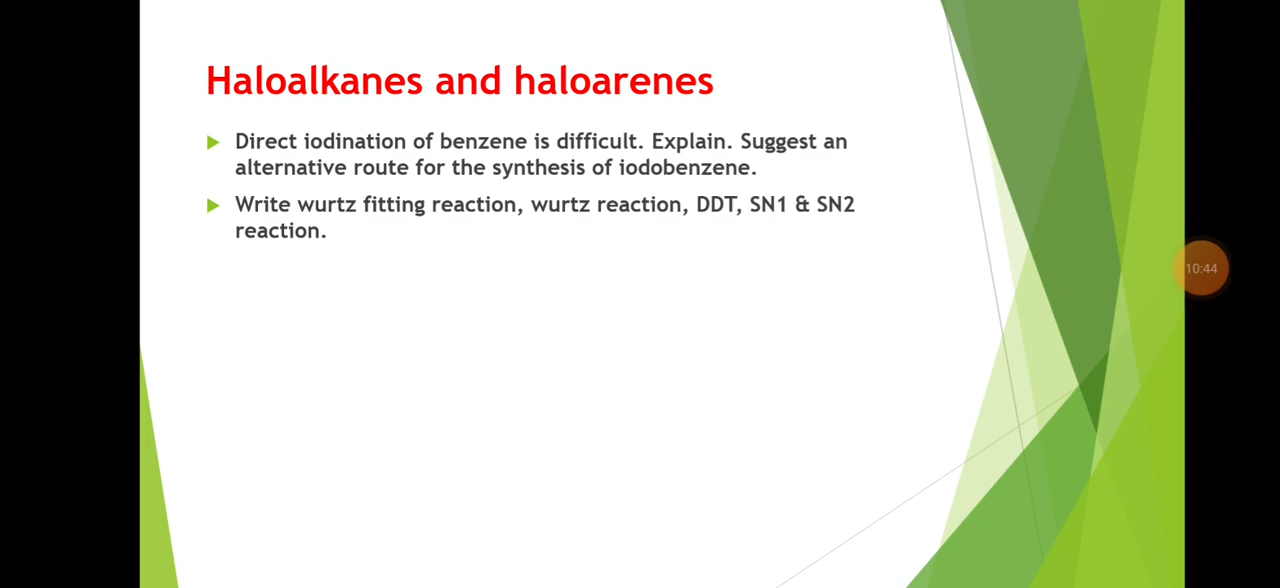 Haloalkanes and haloarenes
Direct iodination of benzene is difficult. Explain. Suggest an
alternative route for the synthesis of iodobenzene.
Write wurtz fitting reaction, wurtz reaction, DDT, SN1 & SN2
reaction.
10:44